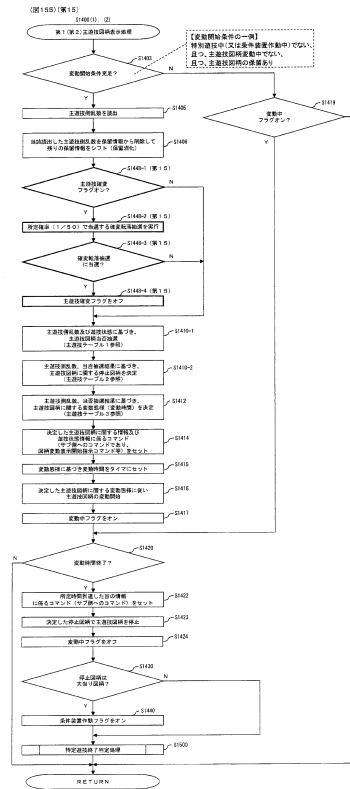 (図155)(第15)
S1400(1)、(2)
第1(第2)主遊技図柄表示処理
【変動開始条件の一例】
特別遊技中(又は条件装置作動中)でない、
且つ、主遊技図柄変動中でない、
且つ、主遊技図柄の保留あり
S1403
変動開始条件充足?
N
Y
S1419
変動中
フラグオン?
N
Y
S1405
主遊技側乱数を読出
S1406
当該読出した主遊技側乱数を保留情報から削除して
残りの保留情報をシフト(保留消化)
S1448-1(第15)
主遊技確変
フラグオン?
N
Y
S1448-2(第15)
所定確率(1/50)で当選する確変転落抽選を実行
S1448-3(第15)
確変転落抽選
に当選?
N
Y
S1448-4(第15)
主遊技確変フラグをオフ
S1410-1
主遊技側乱数及び遊技状態に基づき、
主遊技図柄当否抽選
(主遊技テーブル1参照)
S1410-2
主遊技側乱数、当否抽選結果に基づき、
主遊技図柄に関する停止図柄を決定
(主遊技テーブル2参照)
S1412
主遊技側乱数、当否抽選結果に基づき、
主遊技図柄に関する変動態様(変動時間)を決定
(主遊技テーブル3参照)
S1414
決定した主遊技図柄に関する情報及び
遊技状態情報に係るコマンド
(サブ側へのコマンドであり、
図柄変動表示開始指示コマンド等)をセット
S1415
変動態様に基づき変動時間をタイマにセット
S1416
決定した主遊技図柄に関する変動態様に従い
主遊技図柄の変動開始
S1417
変動中フラグをオン
S1420
N
変動時間終了?
Y
S1422
所定時間到達した旨の情報
に係るコマンド(サブ側へのコマンド)をセット
S1423
決定した停止図柄で主遊技図柄を停止
S1424
変動中フラグをオフ
S1430
停止図柄は
大当り図柄?
N
Y
S1440
条件装置作動フラグをオン
S1500
特定遊技終了判定処理
RETURN